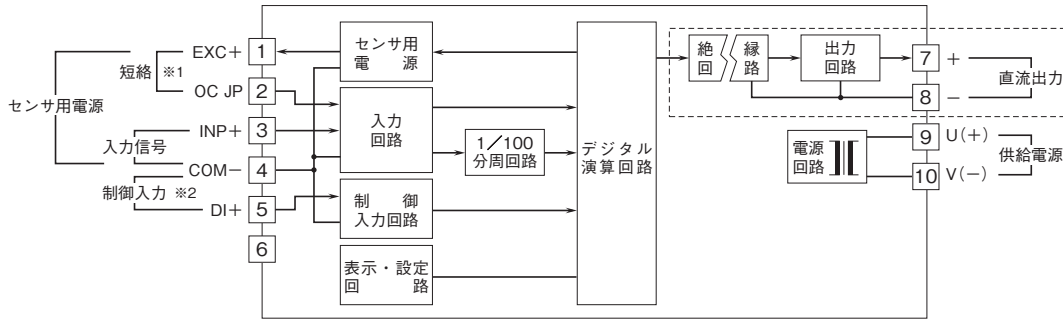 センサ用電源
短絡 ※1
入力信号
制御入力 ※2
EXC+ 1
OC JP 2
INP+ 3
COM− 4
DI+ 5
6
センサ用
電 源
入力
回路
1/100
分周回路
制 御
入力回路
表示・設定
回 路
デジタル
演算回路
絶 縁
回 路
出力
回路
7 +
8 −
直流出力
電源
回路
9 U(+)
10 V(−)
供給電源